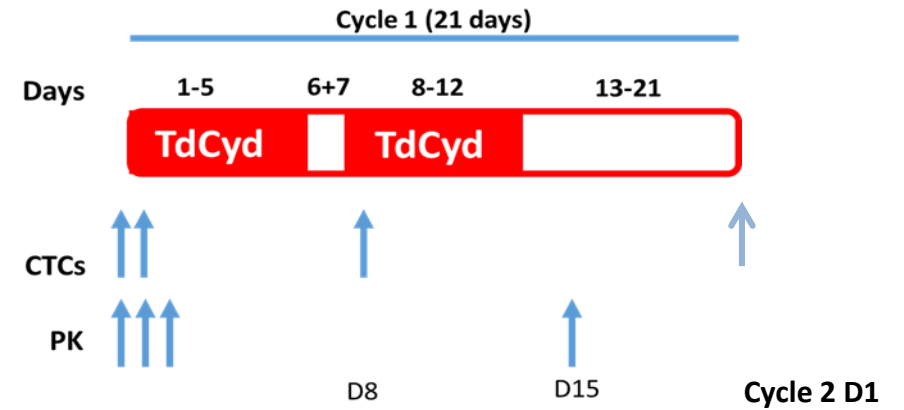 Cycle 1 (21 days)
Days 1-5 6+7 8-12 13-21
TdCyd TdCyd
CTCs
PK
D8 D15 Cycle 2 D1